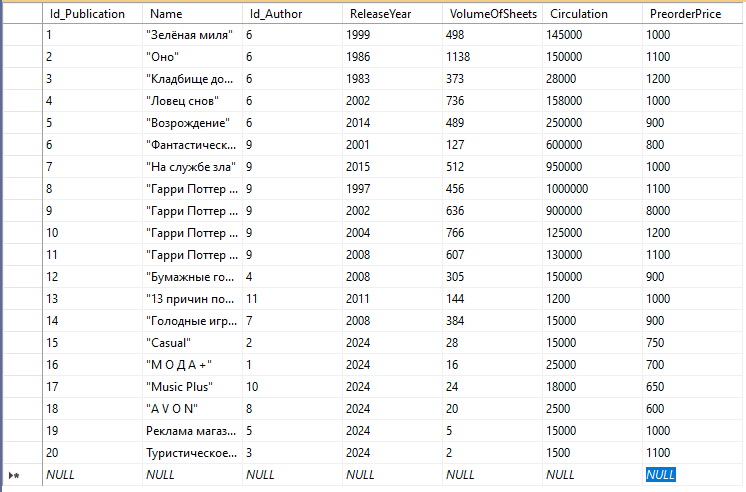 Id_Publication Name Id_Author ReleaseYear VolumeOfSheets Circulation PreorderPrice
1 "Зелёная миля" 6 1999 498 145000 1000
2 "Оно" 6 1986 1138 150000 1100
3 "Кладбище до... 6 1983 373 28000 1200
4 "Ловец снов" 6 2002 736 158000 1000
5 "Возрождение" 6 2014 489 250000 900
6 "Фантастическ... 9 2001 127 600000 800
7 "На службе зла" 9 2015 512 950000 1000
8 "Гарри Поттер ... 9 1997 456 1000000 1100
9 "Гарри Поттер ... 9 2002 636 900000 8000
10 "Гарри Поттер ... 9 2004 766 125000 1200
11 "Гарри Поттер ... 9 2008 607 130000 1100
12 "Бумажные го... 4 2008 305 150000 900
13 "13 причин по... 11 2011 144 1200 1000
14 "Голодные игр... 7 2008 384 15000 900
15 "Casual" 2 2024 28 15000 750
16 "М О Д А +" 1 2024 16 25000 700
17 "Music Plus" 10 2024 24 18000 650
18 "A V O N" 8 2024 20 2500 600
19 Реклама магаз... 5 2024 5 15000 1000
20 Туристическое... 3 2024 2 1500 1100
NULL NULL NULL NULL NULL NULL NULL